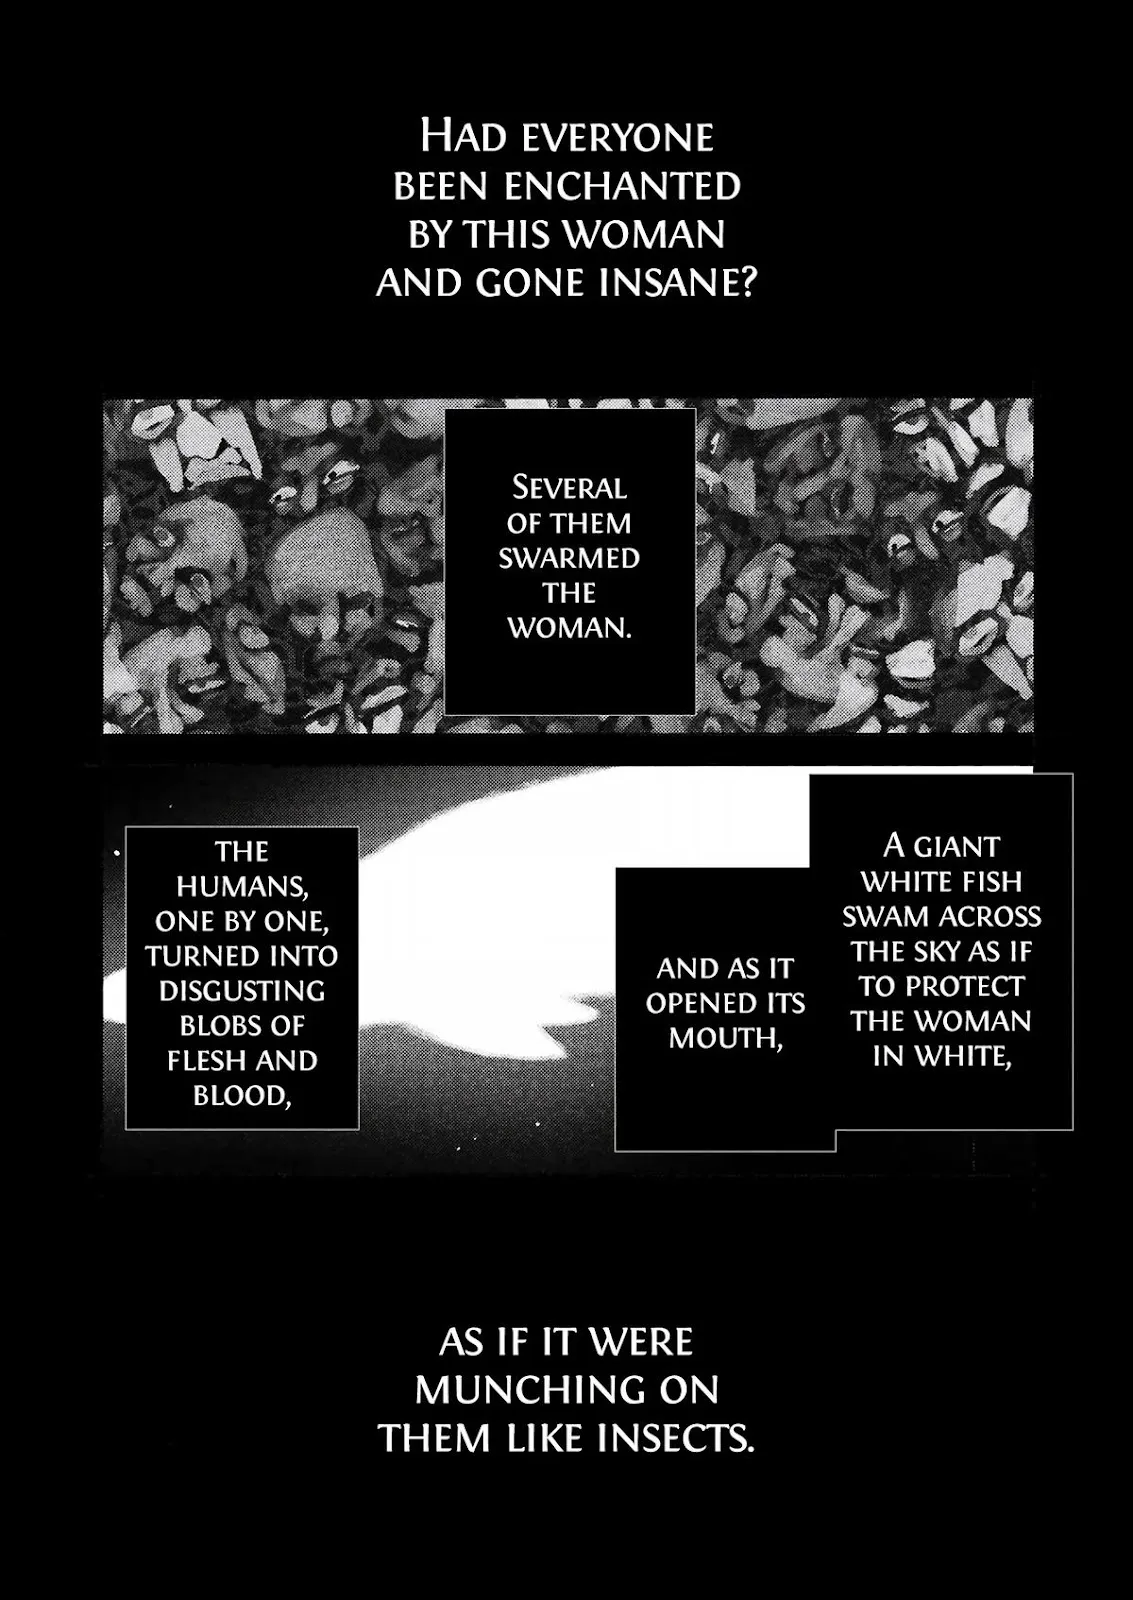 HAD EVERYONE
BEEN ENCHANTED
BY THIS WOMAN
AND GONE INSANE?
SEVERAL
OF THEM
SWARMED
THE
WOMAN.
A GIANT
WHITE FISH
SWAM ACROSS
THE SKY AS IF
TO PROTECT
THE WOMAN
IN WHITE,
AND AS IT
OPENED ITS
MOUTH,
THE
HUMANS,
ONE BY ONE,
TURNED INTO
DISGUSTING
BLOBS OF
FLESH AND
BLOOD,
AS IF IT WERE
MUNCHING ON
THEM LIKE INSECTS.